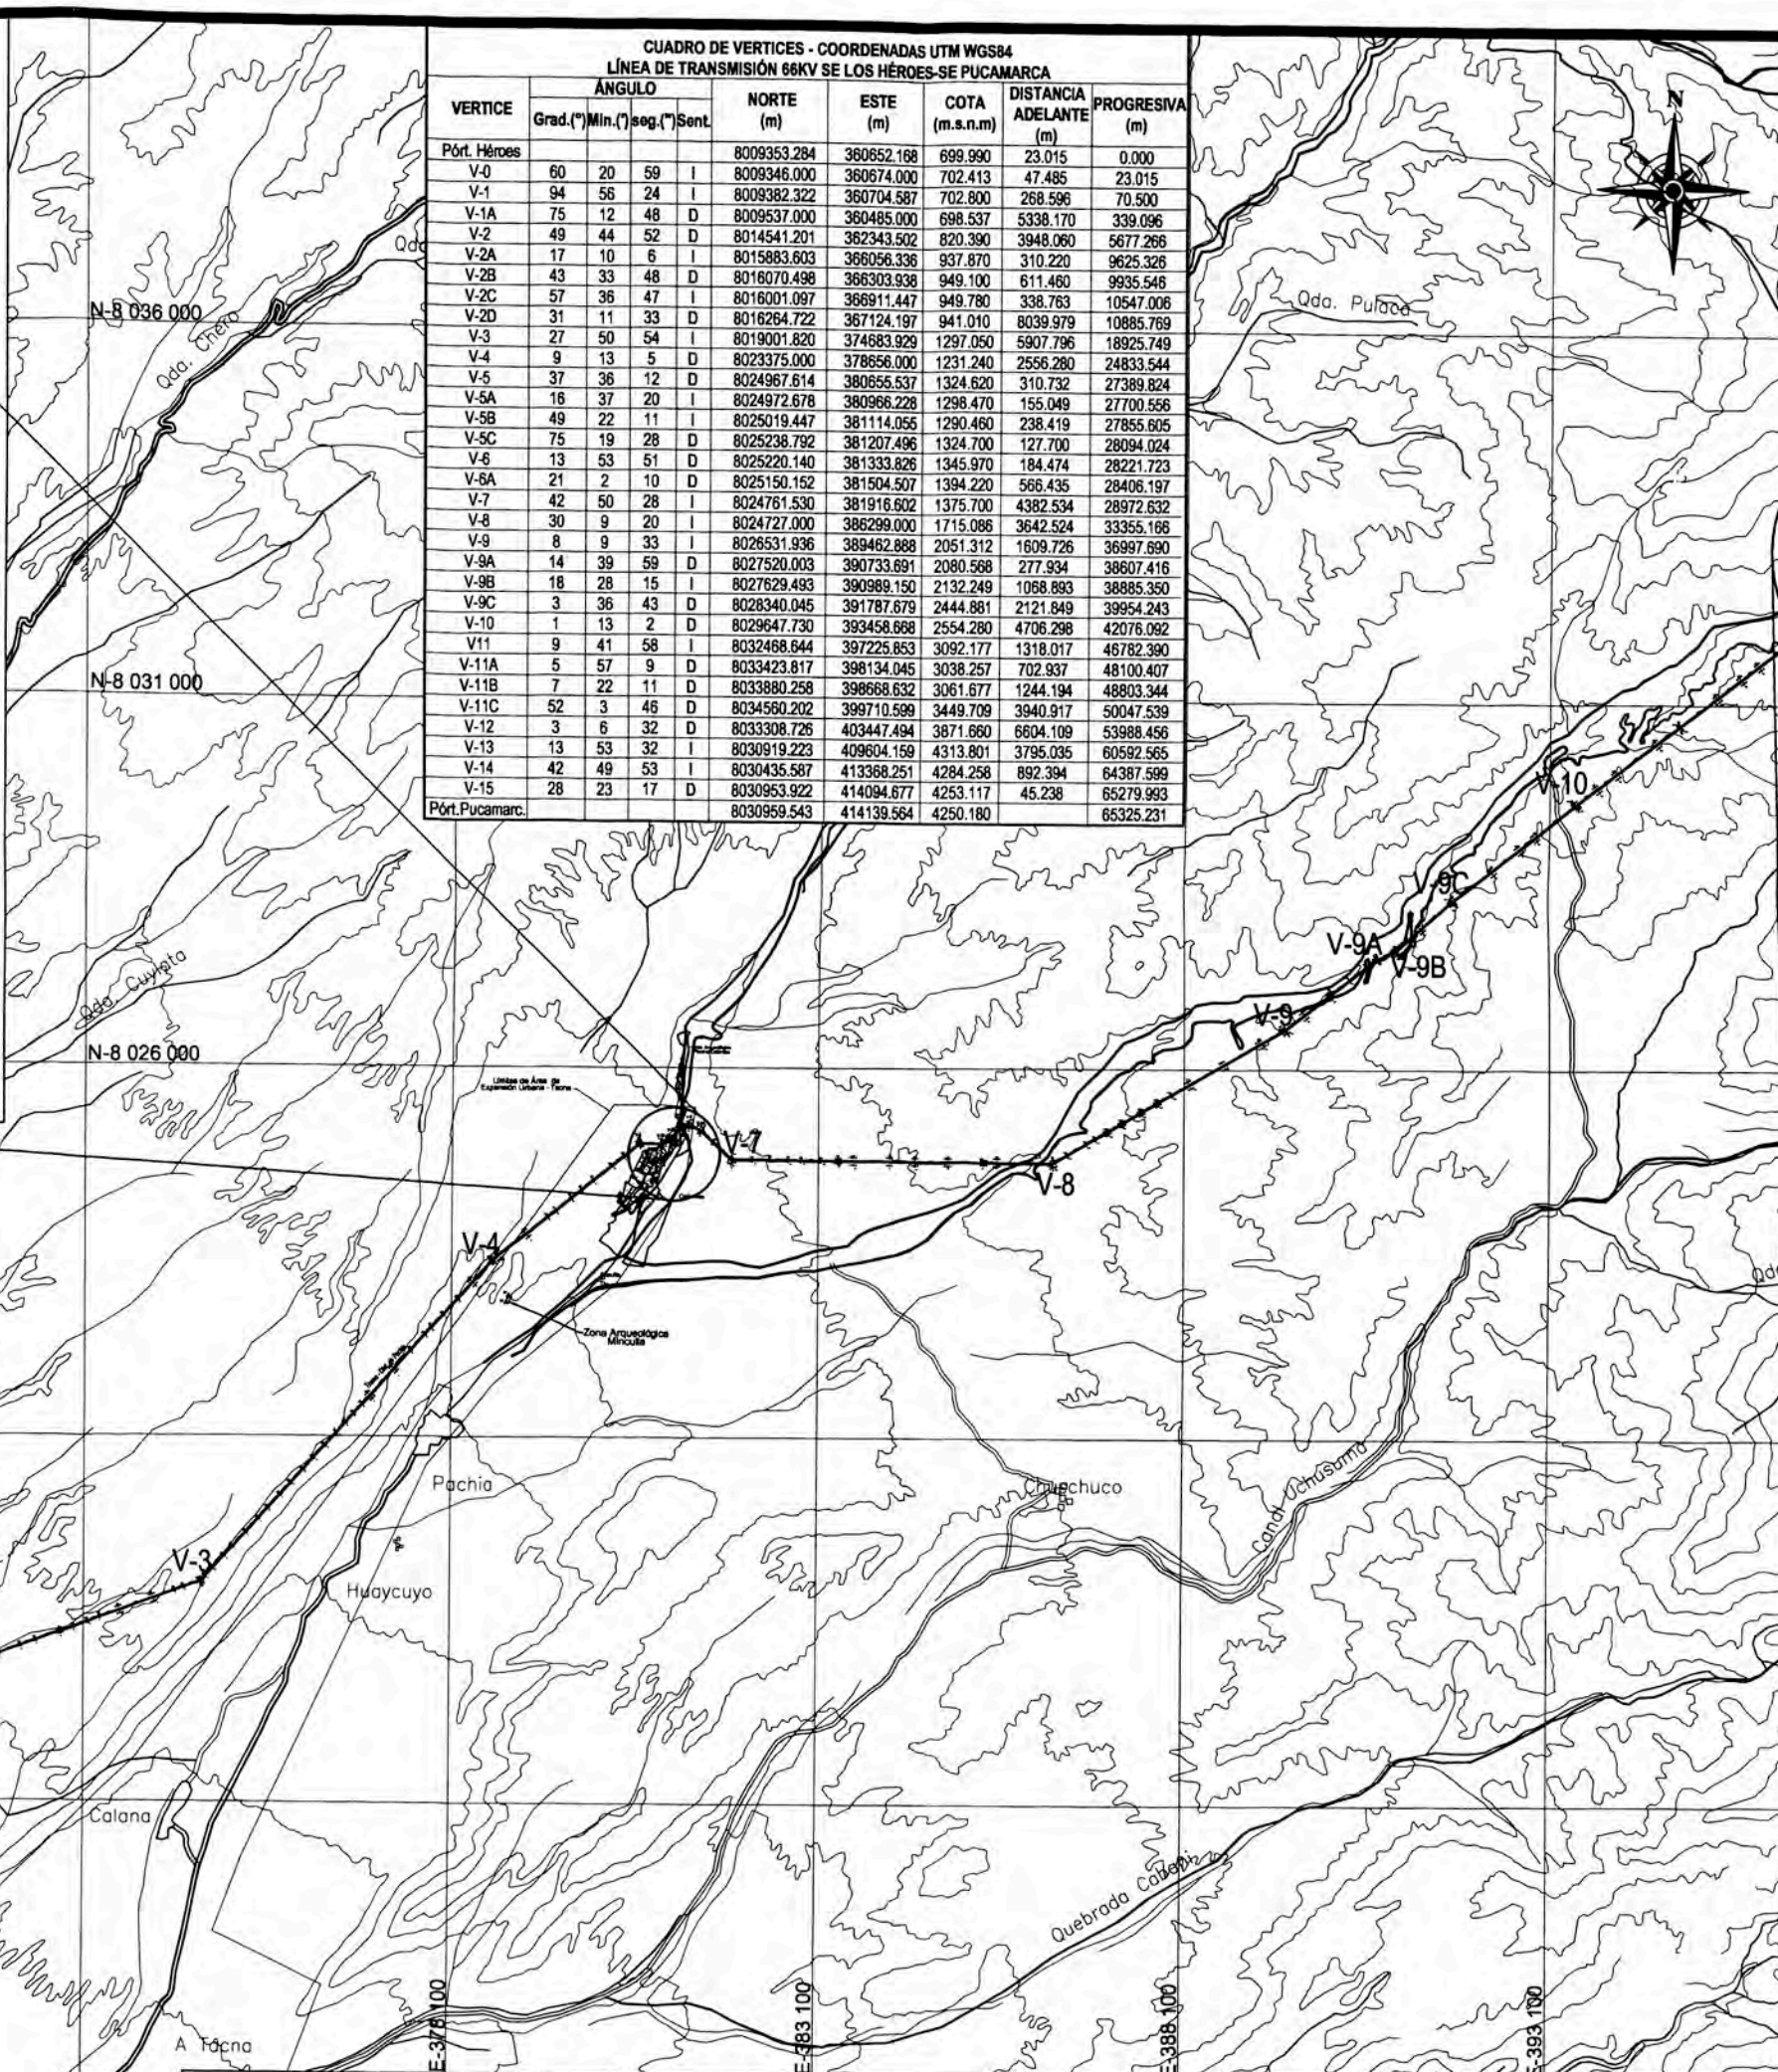 CUADRO DE VERTICES - COORDENADAS UTM WGS84
LÍNEA DE TRANSMISIÓN 66KV SE LOS HÉROES-SE PUCAMARCA
VERTICE ÁNGULO NORTE (m) ESTE (m) COTA (m.s.n.m) DISTANCIA ADELANTE (m) PROGRESIVA (m)
Grad.(°) Min.(') seg.(") Sent.
Pórt. Héroes 8009353.284 360652.168 699.990 23.015 0.000
V-0 60 20 59 I 8009346.000 360674.000 702.413 47.485 23.015
V-1 94 56 24 I 8009382.322 360704.587 702.800 268.596 70.500
V-1A 75 12 48 D 8009537.000 360485.000 698.537 5338.170 339.096
V-2 49 44 52 D 8014541.201 362343.502 820.390 3948.060 5677.266
V-2A 17 10 6 I 8015883.603 366056.336 937.870 310.220 9625.326
V-2B 43 33 48 D 8016070.498 366303.938 949.100 611.460 9935.546
V-2C 57 36 47 I 8016001.097 366911.447 949.780 338.763 10547.006
V-2D 31 11 33 D 8016264.722 367124.197 941.010 8039.979 10885.769
V-3 27 50 54 I 8019001.820 374683.929 1297.050 5907.796 18925.749
V-4 9 13 5 D 8023375.000 378656.000 1231.240 2556.280 24833.544
V-5 37 36 12 D 8024967.614 380655.537 1324.620 310.732 27389.824
V-5A 16 37 20 I 8024972.678 380966.228 1298.470 155.049 27700.556
V-5B 49 22 11 I 8025019.447 381114.055 1290.460 238.419 27855.605
V-5C 75 19 28 D 8025238.792 381207.496 1324.700 127.700 28094.024
V-6 13 53 51 D 8025220.140 381333.826 1345.970 184.474 28221.723
V-6A 21 2 10 D 8025150.152 381504.507 1394.220 566.435 28406.197
V-7 42 50 28 I 8024761.530 381916.602 1375.700 4382.534 28972.632
V-8 30 9 20 I 8024727.000 386299.000 1715.086 3642.524 33355.166
V-9 8 9 33 I 8026531.936 389462.888 2051.312 1609.726 36997.690
V-9A 14 39 59 D 8027520.003 390733.691 2080.568 277.934 38607.416
V-9B 18 28 15 I 8027629.493 390989.150 2132.249 1068.893 38885.350
V-9C 3 36 43 D 8028340.045 391787.679 2444.881 2121.849 39954.243
V-10 1 13 2 D 8029647.730 393458.668 2554.280 4706.298 42076.092
V11 9 41 58 I 8032468.644 397225.853 3092.177 1318.017 46782.390
V-11A 5 57 9 D 8033423.817 398134.045 3038.257 702.937 48100.407
V-11B 7 22 11 D 8033880.258 398668.632 3061.677 1244.194 48803.344
V-11C 52 3 46 D 8034560.202 399710.599 3449.709 3940.917 50047.539
V-12 3 6 32 D 8033308.726 403447.494 3871.660 6604.109 53988.456
V-13 13 53 32 I 8030919.223 409604.159 4313.801 3795.035 60592.565
V-14 42 49 53 I 8030435.587 413368.251 4284.258 892.394 64387.599
V-15 28 23 17 D 8030953.922 414094.677 4253.117 45.238 65279.993
Pórt.Pucamarc. 8030959.543 414139.564 4250.180 65325.231
N
Qda.
N-8 036 000
Qda. Chero
Qda. Pulaca
N-8 031 000
V-10
V-9C
V-9A
V-9B
Qda. Cuylata
V-9
N-8 026 000
Límites de Área de
Expansión Urbana - Tacna
V-7
V-8
V-4
Qda
Zona Arqueológica
Miniculla
Pachia
Chuschuco
Canal Uchusuma
V-3
Huaycuyo
Calana
Quebrada Cabani
A Tacna
E-378 100
E-383 100
E-388 100
E-393 100